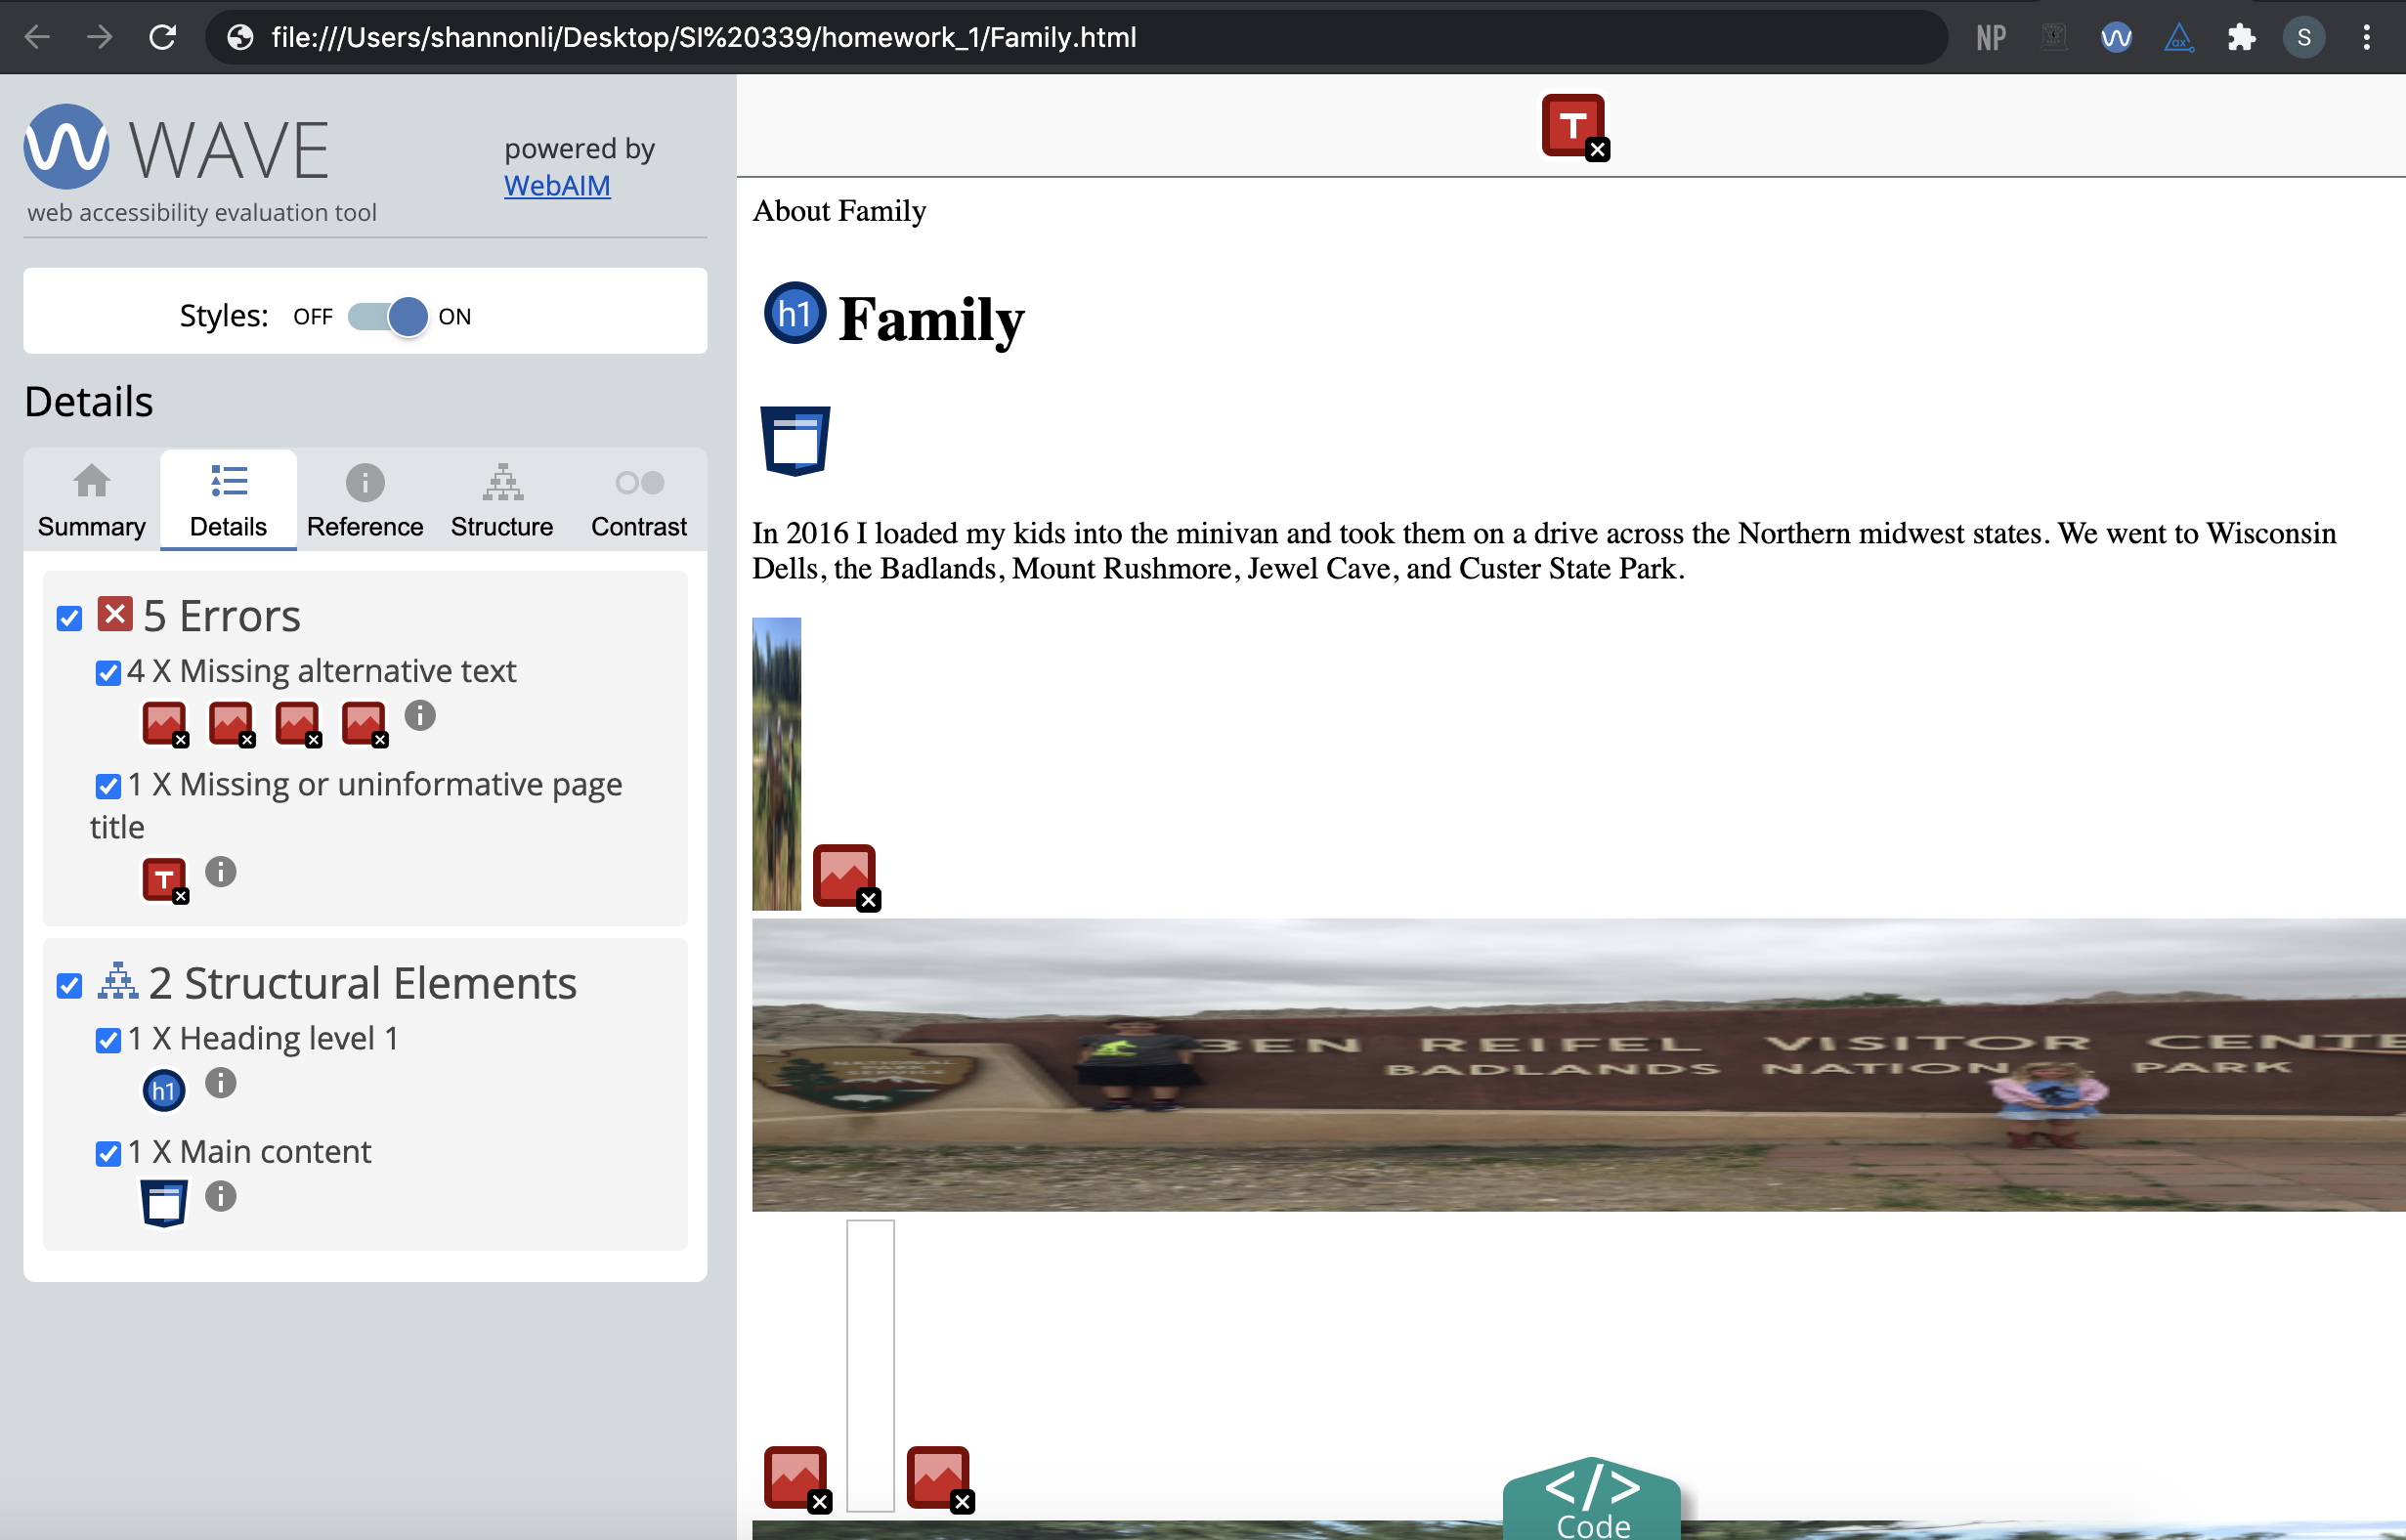 file:///Users/shannonli/Desktop/SI%20339/homework_1/Family.html
NP
ax
S
WAVE
powered by
WebAIM
web accessibility evaluation tool
Styles: OFF ON
Details
Summary Details Reference Structure Contrast
5 Errors
4 X Missing alternative text
1 X Missing or uninformative page
title
T
2 Structural Elements
1 X Heading level 1
h1
1 X Main content
T
About Family
h1 Family
In 2016 I loaded my kids into the minivan and took them on a drive across the Northern midwest states. We went to Wisconsin
Dells, the Badlands, Mount Rushmore, Jewel Cave, and Custer State Park.
NATIONAL
PARK
SERVICE
BEN REIFEL VISITOR CENTE
BADLANDS NATION PARK
</> 
Code